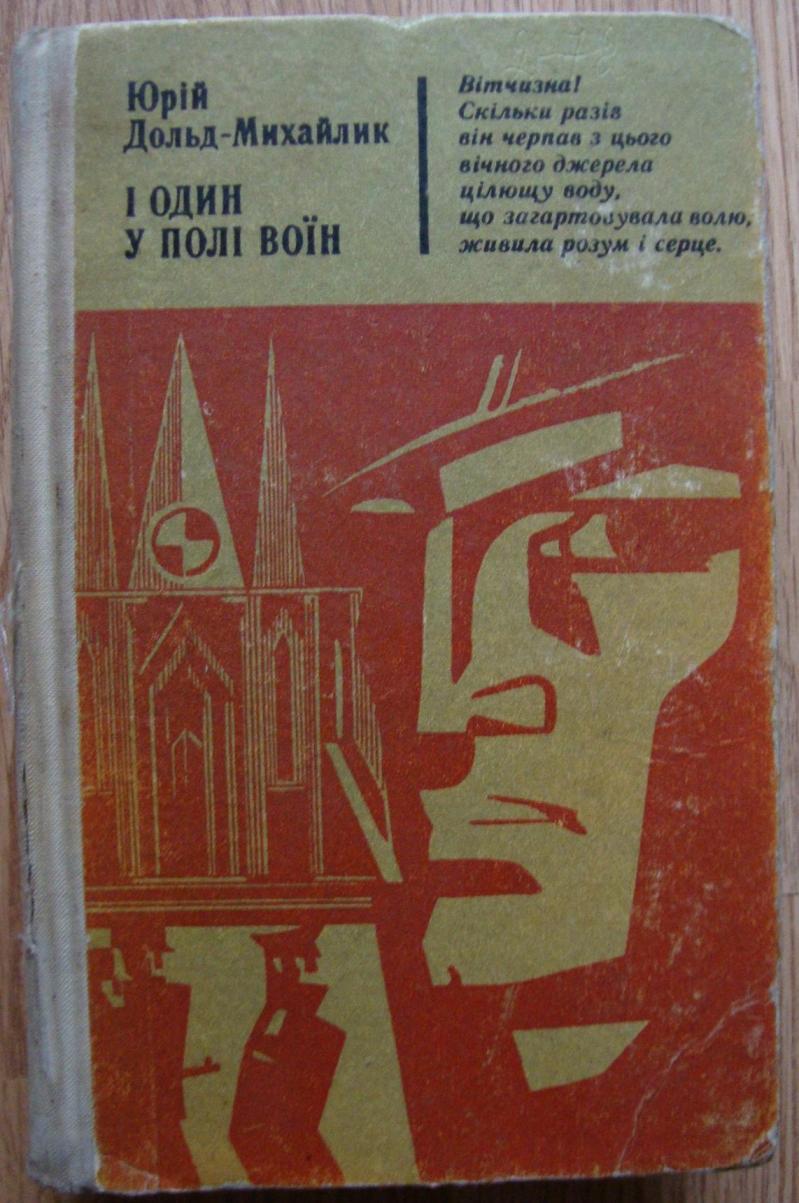 Юрій
Дольд-Михайлик
І ОДИН
У ПОЛІ ВОЇН
Вітчизна!
Скільки разів
він черпав з цього
вічного джерела
цілющу воду,
що загартовувала волю,
живила розум і серце.